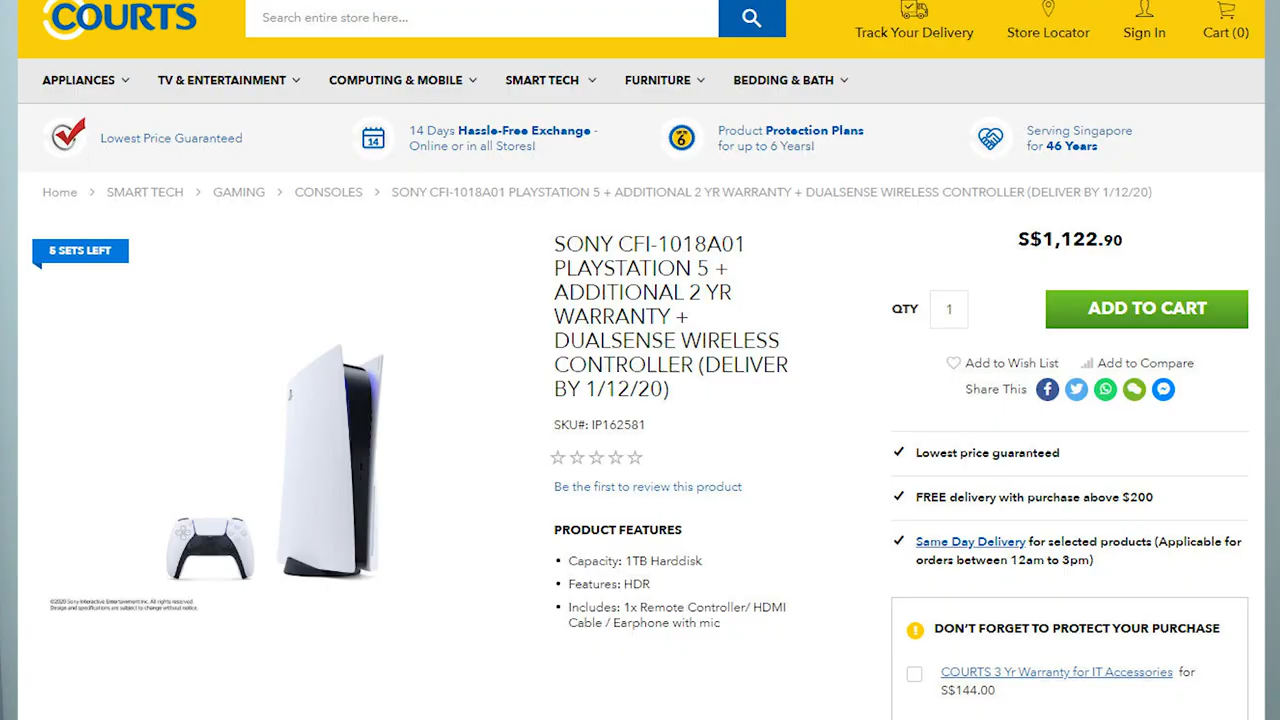 COURTS
Search entire store here...
Track Your Delivery
Store Locator
Sign In
Cart (0)
APPLIANCES
TV & ENTERTAINMENT
COMPUTING & MOBILE
SMART TECH
FURNITURE
BEDDING & BATH
Lowest Price Guaranteed
14
14 Days Hassle-Free Exchange -
Online or in all Stores!
UP TO
6
Product Protection Plans
for up to 6 Years!
Serving Singapore
for 46 Years
Home > SMART TECH > GAMING > CONSOLES > SONY CFI-1018A01 PLAYSTATION 5 + ADDITIONAL 2 YR WARRANTY + DUALSENSE WIRELESS CONTROLLER (DELIVER BY 1/12/20)
5 SETS LEFT
©2020 Sony Interactive Entertainment Inc. All rights reserved.
Design and specifications are subject to change without notice.
SONY CFI-1018A01
PLAYSTATION 5 +
ADDITIONAL 2 YR
WARRANTY +
DUALSENSE WIRELESS
CONTROLLER (DELIVER
BY 1/12/20)
SKU#: IP162581
Be the first to review this product
PRODUCT FEATURES
• Capacity: 1TB Harddisk
• Features: HDR
• Includes: 1x Remote Controller/ HDMI
Cable / Earphone with mic
S$1,122.90
QTY
1
ADD TO CART
Add to Wish List
Add to Compare
Share This
Lowest price guaranteed
FREE delivery with purchase above $200
Same Day Delivery for selected products (Applicable for
orders between 12am to 3pm)
DON'T FORGET TO PROTECT YOUR PURCHASE
COURTS 3 Yr Warranty for IT Accessories for
S$144.00